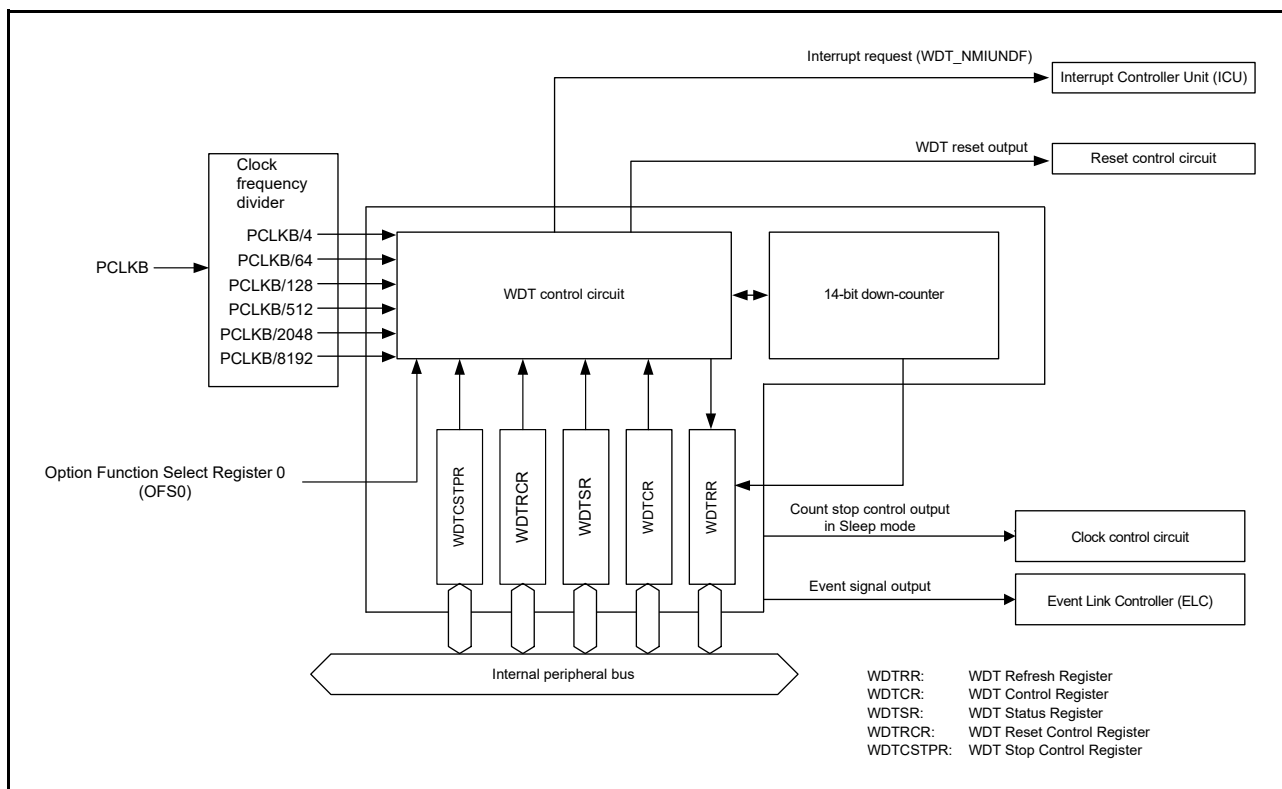 Interrupt request (WDT_NMIUNDF)
Interrupt Controller Unit (ICU)
WDT reset output
Reset control circuit
Clock
frequency
divider
PCLKB
PCLKB/4
PCLKB/64
PCLKB/128
PCLKB/512
PCLKB/2048
PCLKB/8192
WDT control circuit
14-bit down-counter
Option Function Select Register 0
(OFS0)
WDTCSTPR
WDTRCR
WDTSR
WDTCR
WDTRR
Count stop control output
in Sleep mode
Clock control circuit
Event signal output
Event Link Controller (ELC)
Internal peripheral bus
WDTRR: WDT Refresh Register
WDTCR: WDT Control Register
WDTSR: WDT Status Register
WDTRCR: WDT Reset Control Register
WDTCSTPR: WDT Stop Control Register